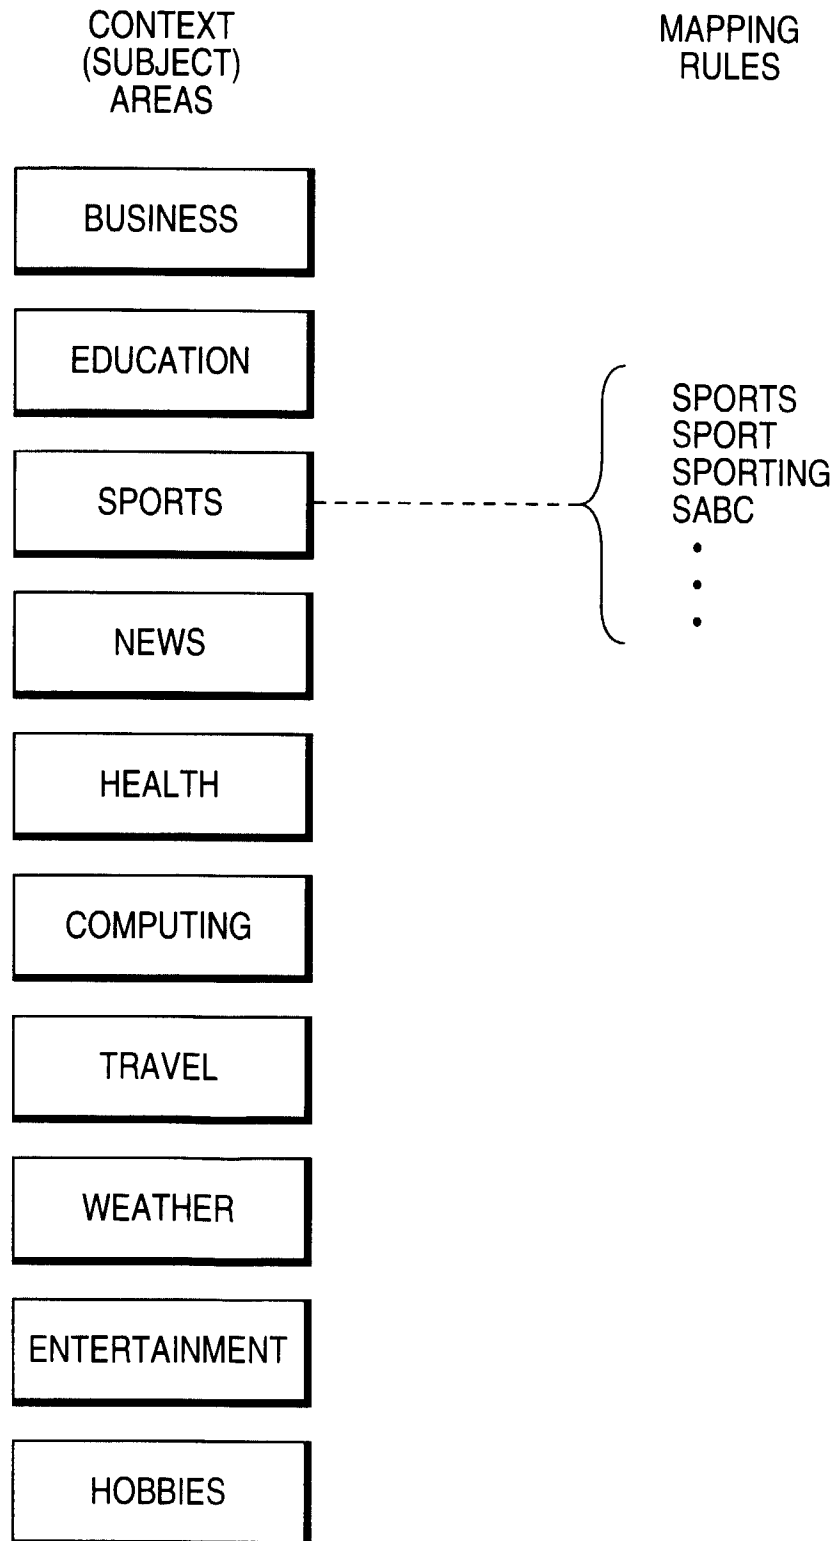 CONTEXT
(SUBJECT)
AREAS
MAPPING
RULES
BUSINESS
EDUCATION
SPORTS
NEWS
HEALTH
COMPUTING
TRAVEL
WEATHER
ENTERTAINMENT
HOBBIES
SPORTS
SPORT
SPORTING
SABC